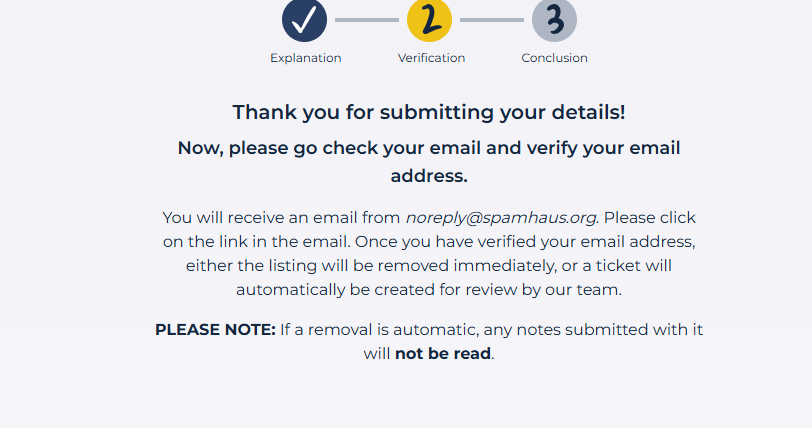 2 3
Explanation Verification Conclusion
Thank you for submitting your details!
Now, please go check your email and verify your email
address.
You will receive an email from noreply@spamhaus.org. Please click
on the link in the email. Once you have verified your email address,
either the listing will be removed immediately, or a ticket will
automatically be created for review by our team.
PLEASE NOTE: If a removal is automatic, any notes submitted with it
will not be read.